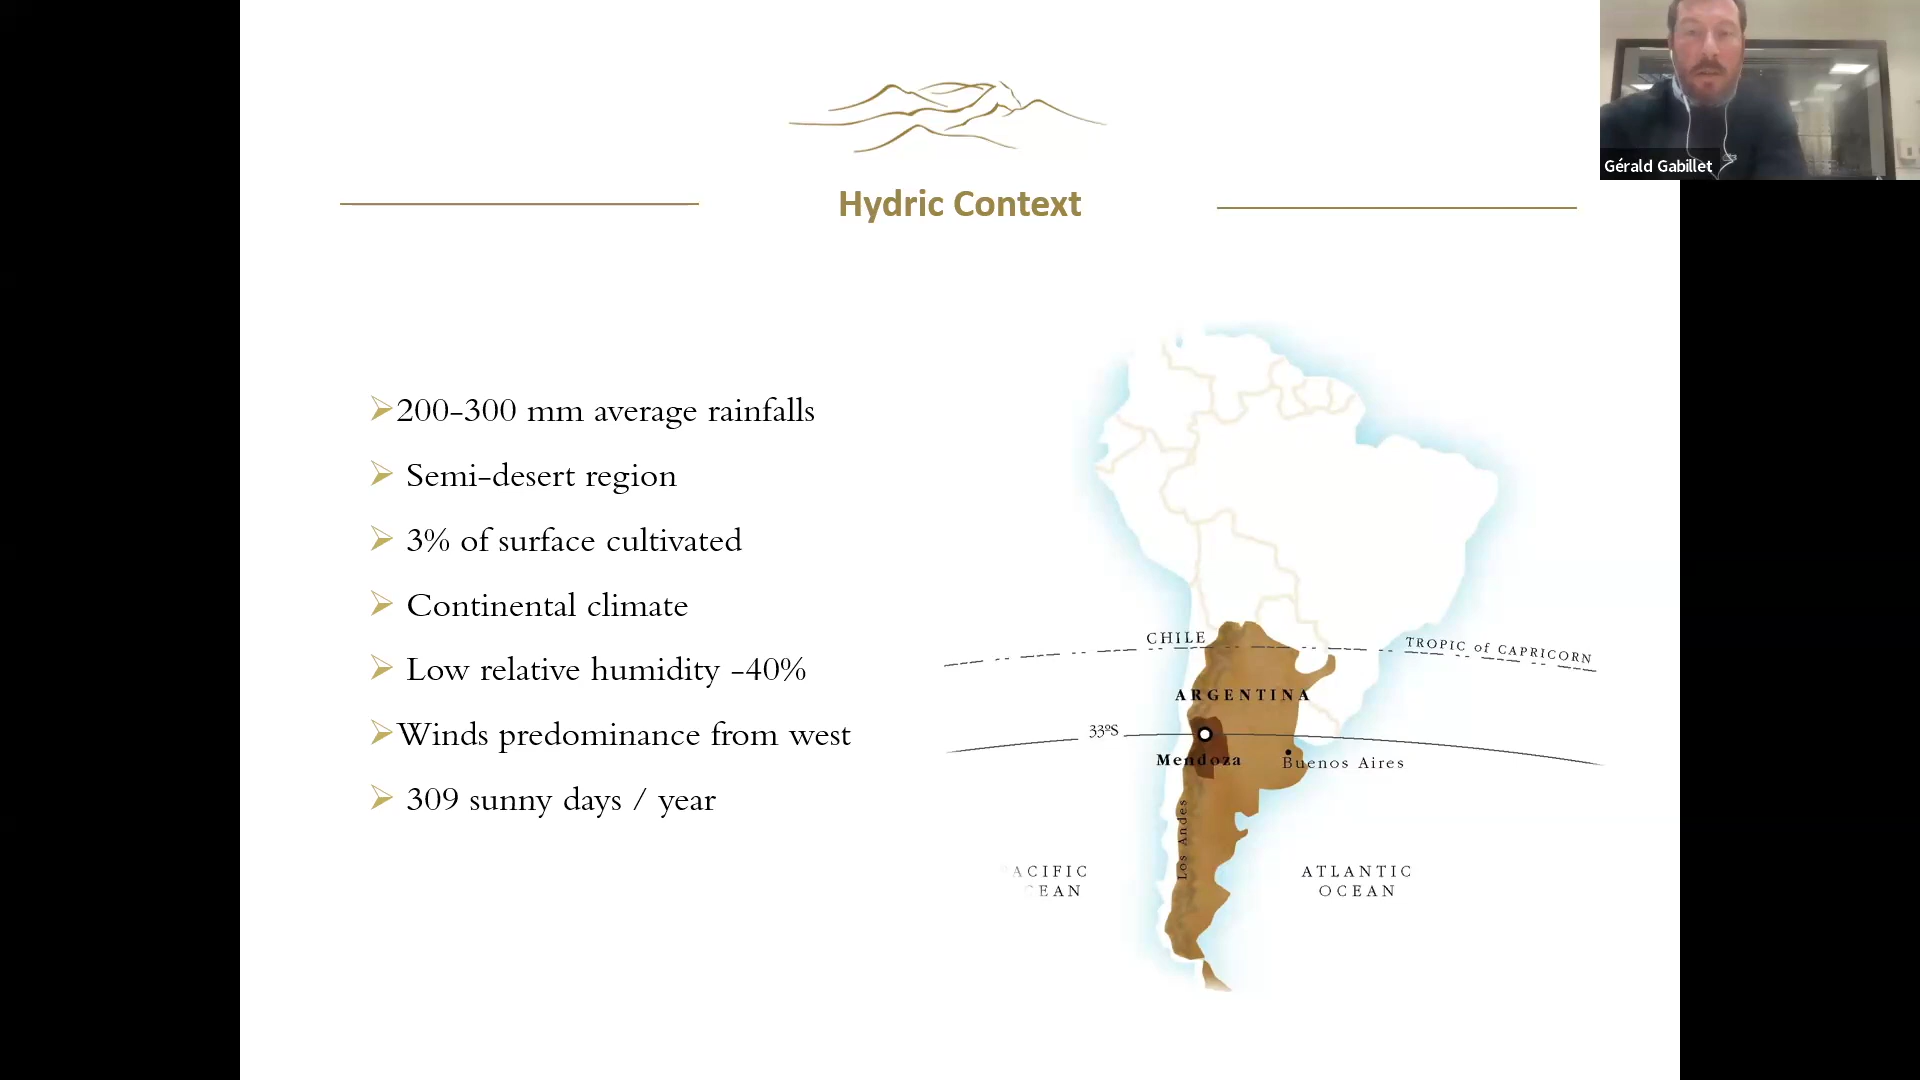 Gérald Gabillet
Hydric Context
200-300 mm average rainfalls
Semi-desert region
3% of surface cultivated
Continental climate
Low relative humidity -40%
Winds predominance from west
309 sunny days / year
CHILE
TROPIC of CAPRICORN
ARGENTINA
33ºS
Mendoza
Buenos Aires
Los Andes
ACIFIC
CEAN
ATLANTIC
OCEAN